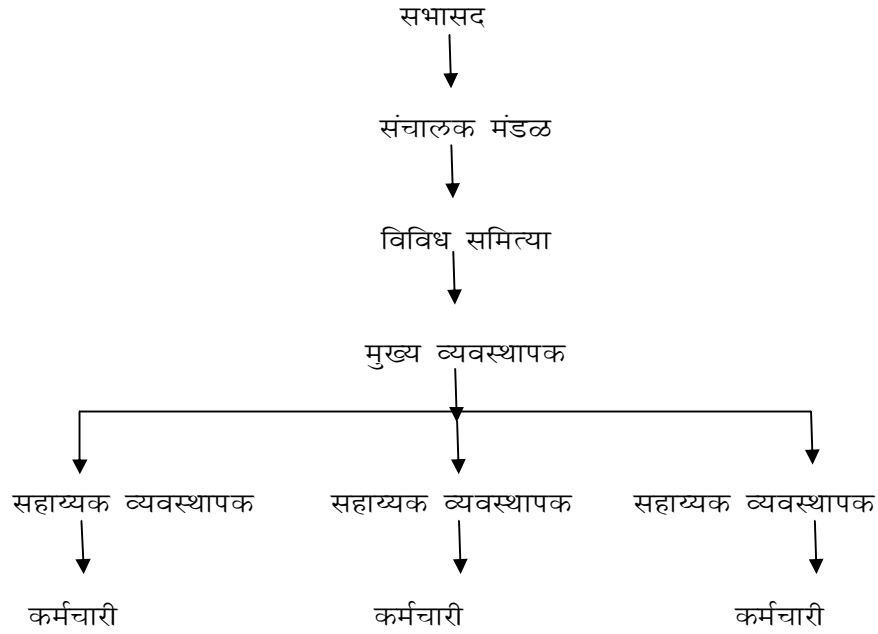 सभासद
संचालक मंडळ
विविध समित्या
मुख्य व्यवस्थापक
सहाय्यक व्यवस्थापक सहाय्यक व्यवस्थापक सहाय्यक व्यवस्थापक
कर्मचारी कर्मचारी कर्मचारी